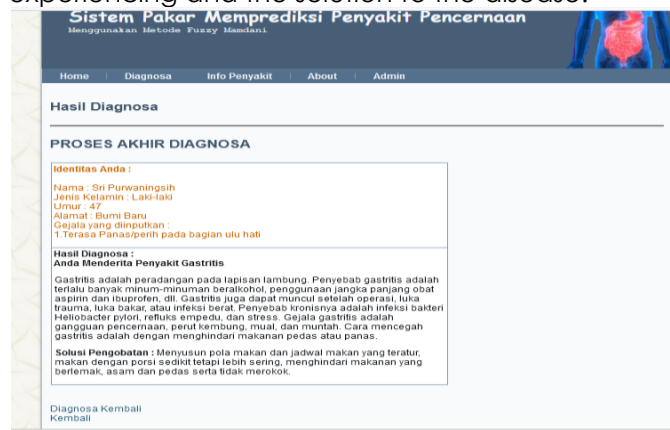 experiencing and the solution to the disease.
Sistem Pakar Memprediksi Penyakit Pencernaan
Menggunakan Metode Fuzzy Mamdani
Home | Diagnosa | Info Penyakit | About | Admin
Hasil Diagnosa
PROSES AKHIR DIAGNOSA
Identitas Anda :
Nama : Sri Purwaningsih
Jenis Kelamin : Laki-laki
Umur : 47
Alamat : Bumi Baru
Gejala yang diinputkan :
1.Terasa Panas/perih pada bagian ulu hati
Hasil Diagnosa :
Anda Menderita Penyakit Gastritis
Gastritis adalah peradangan pada lapisan lambung. Penyebab gastritis adalah
terlalu banyak minum-minuman beralkohol, penggunaan jangka panjang obat
aspirin dan ibuprofen, dll. Gastritis juga dapat muncul setelah operasi, luka
trauma, luka bakar, atau infeksi berat. Penyebab kronisnya adalah infeksi bakteri
Heliobacter pylori, refluks empedu, dan stress. Gejala gastritis adalah
gangguan pencernaan, perut kembung, mual, dan muntah. Cara mencegah
gastritis adalah dengan menghindari makanan pedas atau panas.
Solusi Pengobatan : Menyusun pola makan dan jadwal makan yang teratur,
makan dengan porsi sedikit tetapi lebih sering, menghindari makanan yang
berlemak, asam dan pedas serta tidak merokok.
Diagnosa Kembali
Kembali